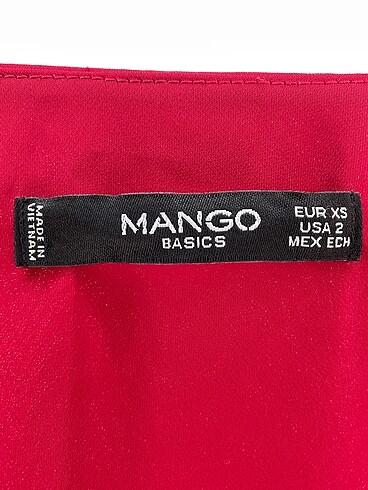 MADE IN
VIETNAM
MANGO
BASICS
EUR XS
USA 2
MEX ECH